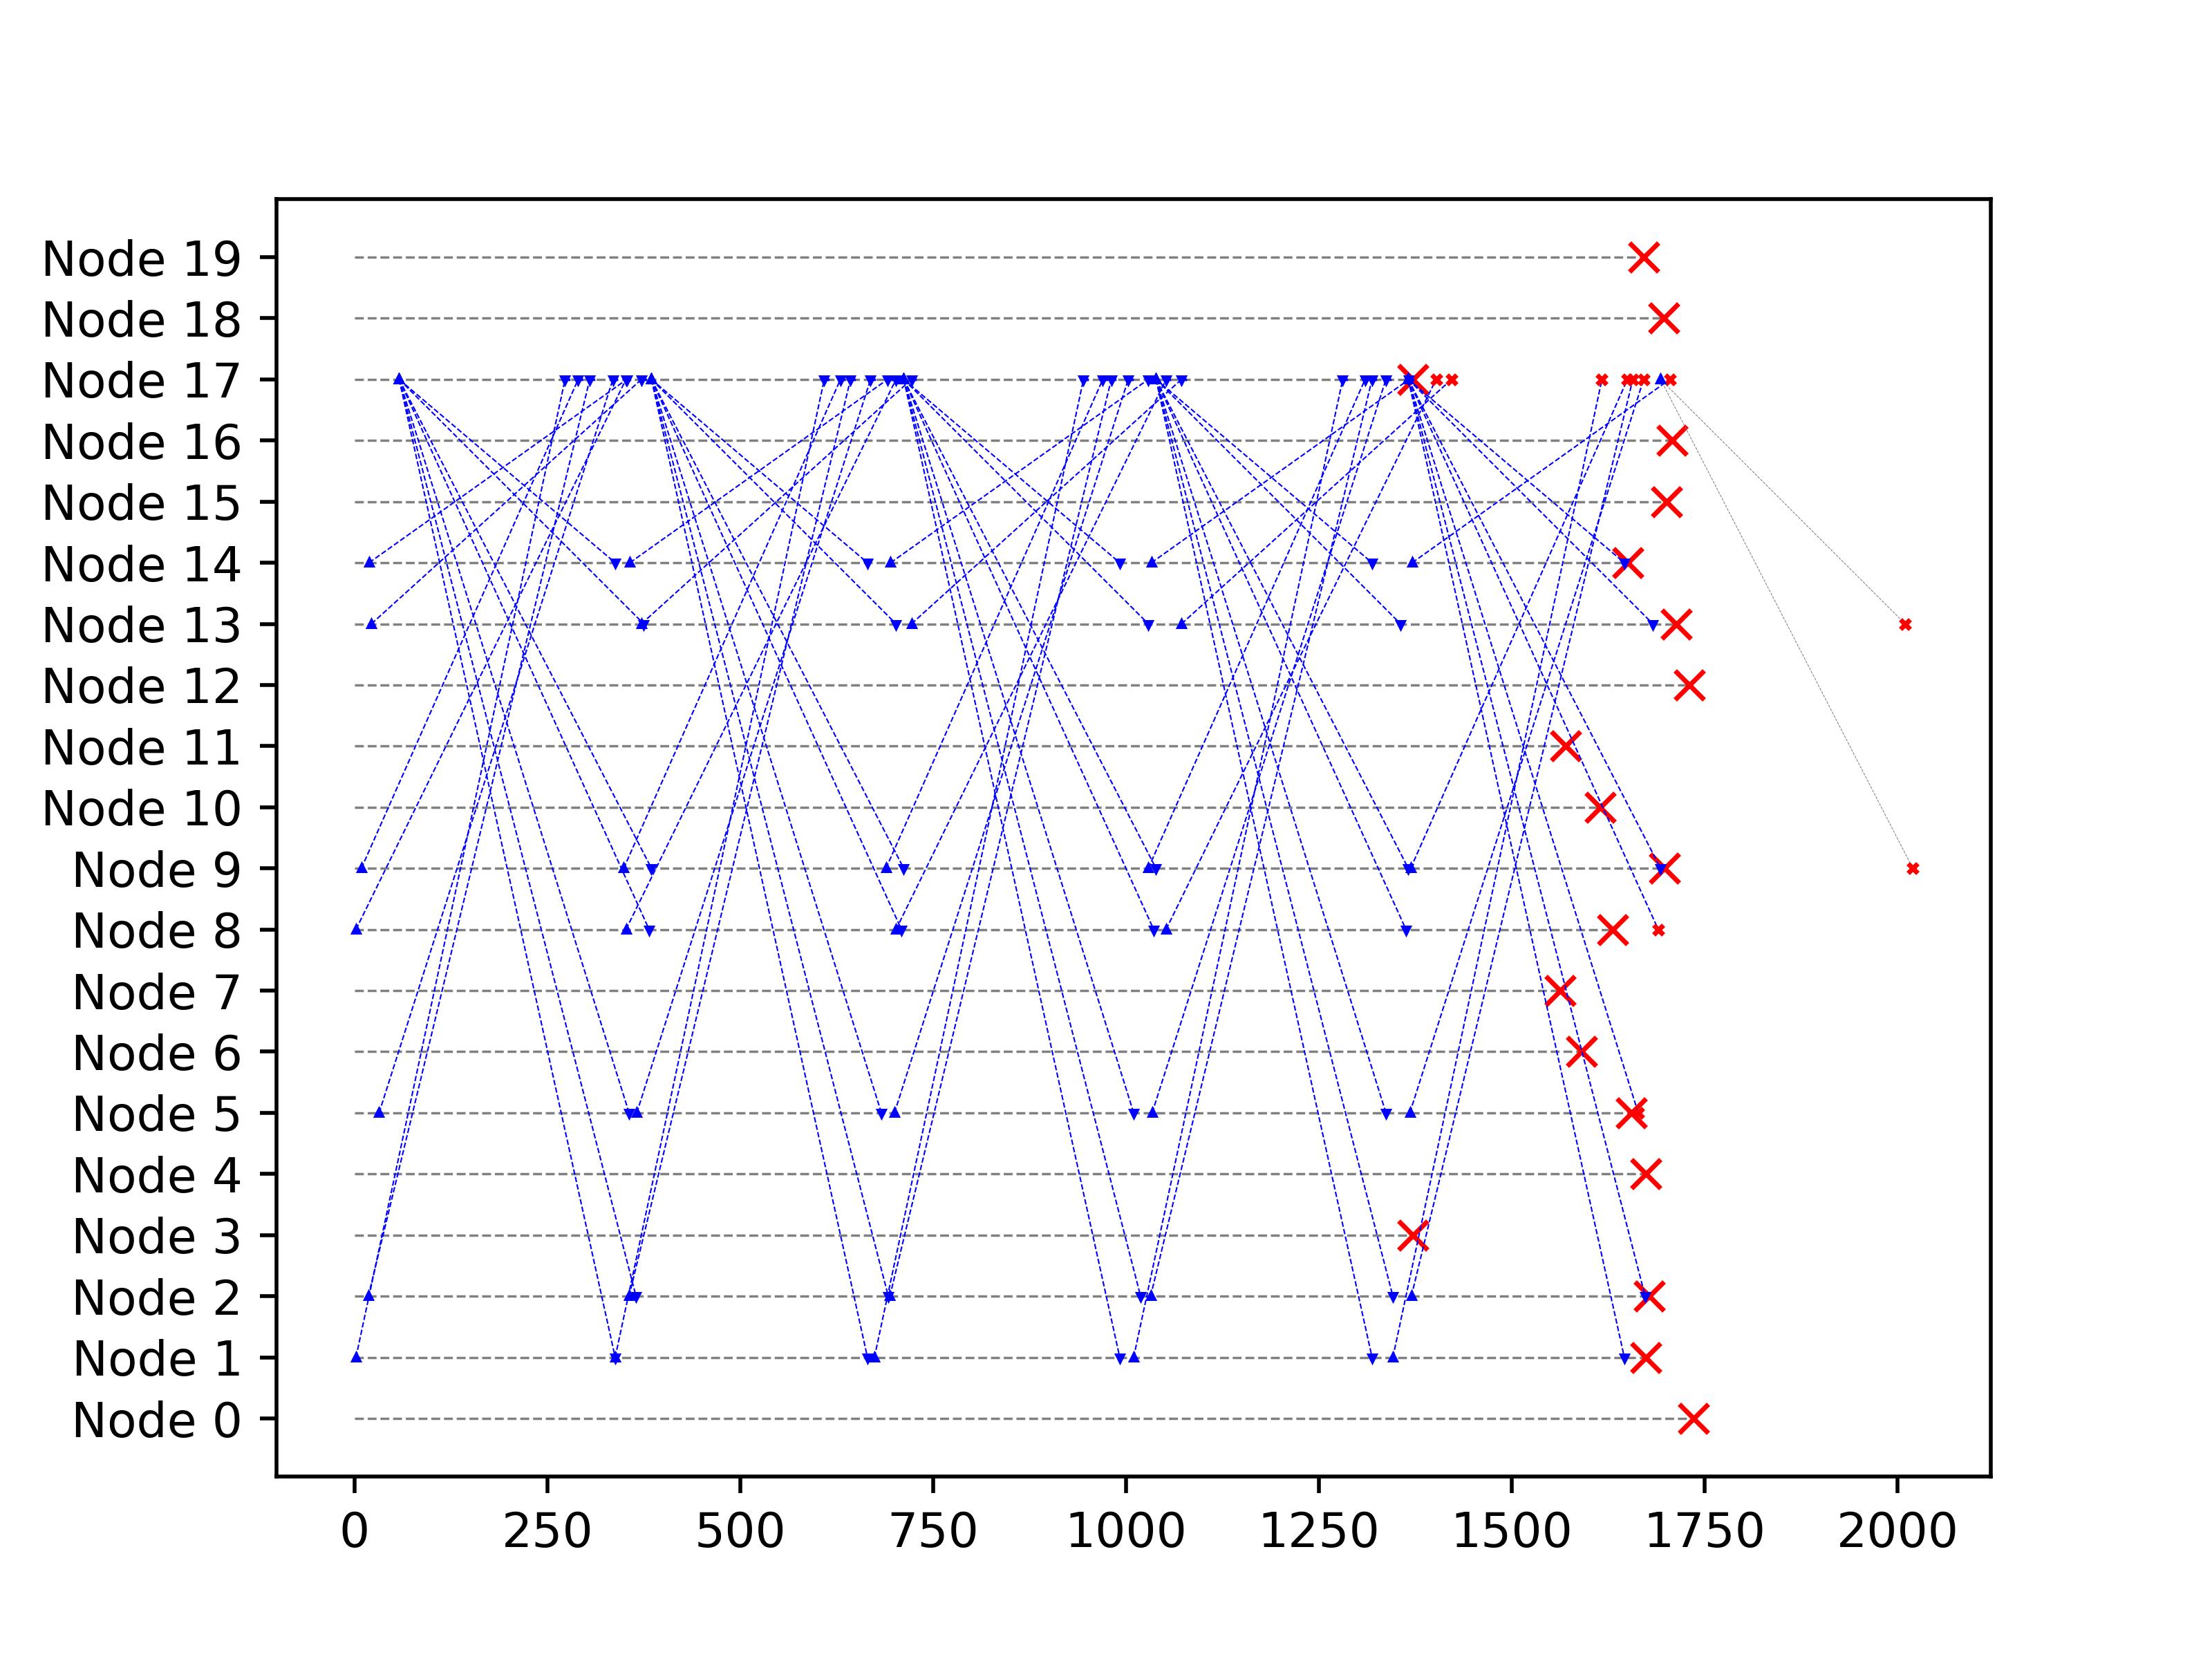 Node 19
Node 18
Node 17
Node 16
Node 15
Node 14
Node 13
Node 12
Node 11
Node 10
Node 9
Node 8
Node 7
Node 6
Node 5
Node 4
Node 3
Node 2
Node 1
Node 0
0 250 500 750 1000 1250 1500 1750 2000